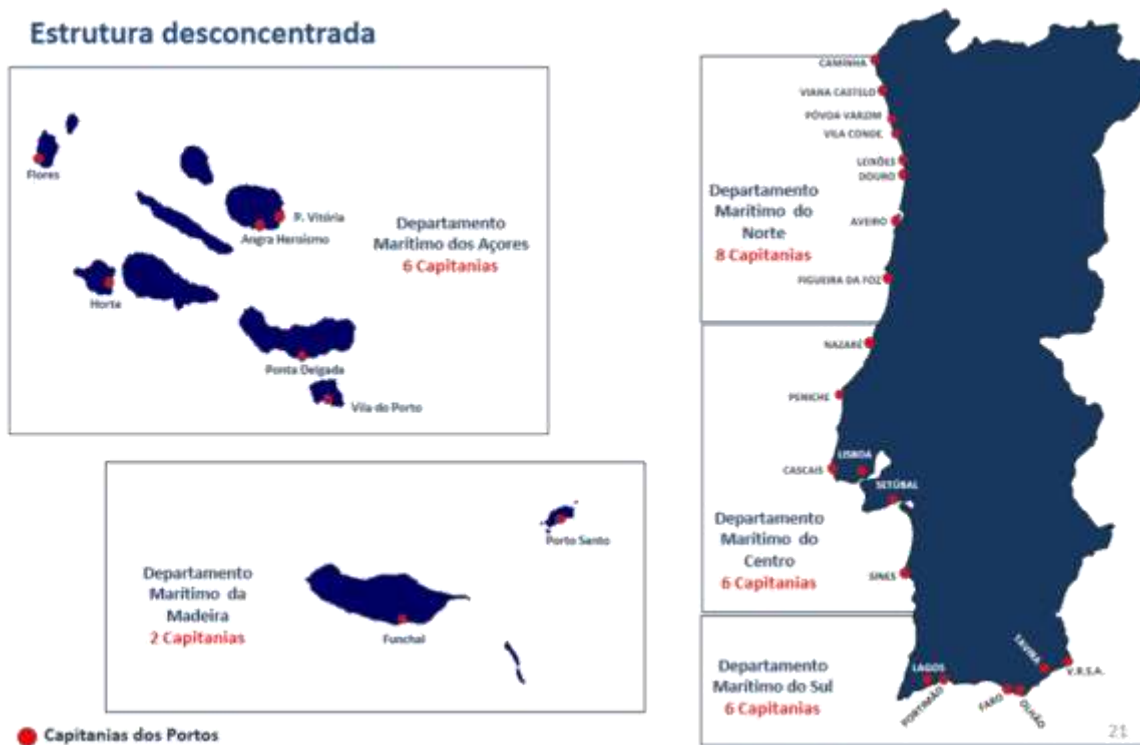 Estrutura desconcentrada
Flores
P. Vitória
Angra Heroísmo
Horta
Ponta Delgada
Vila do Porto
Departamento
Marítimo dos Açores
6 Capitanias
Departamento
Marítimo da
Madeira
2 Capitanias
Porto Santo
Funchal
Capitanias dos Portos
CAMINHA
VIANA CASTELO
PÓVOA VARZIM
VILA CONDE
LEIXÕES
DOURO
Departamento
Marítimo do
Norte
8 Capitanias
AVEIRO
FIGUEIRA DA FOZ
NAZARÉ
PENICHE
CASCAIS
LISBOA
SETÚBAL
Departamento
Marítimo do
Centro
6 Capitanias
SINES
Departamento
Marítimo do Sul
6 Capitanias
LAGOS
PORTIMÃO
FARO
OLHÃO
TAVIRA
V.R.S.A.
21